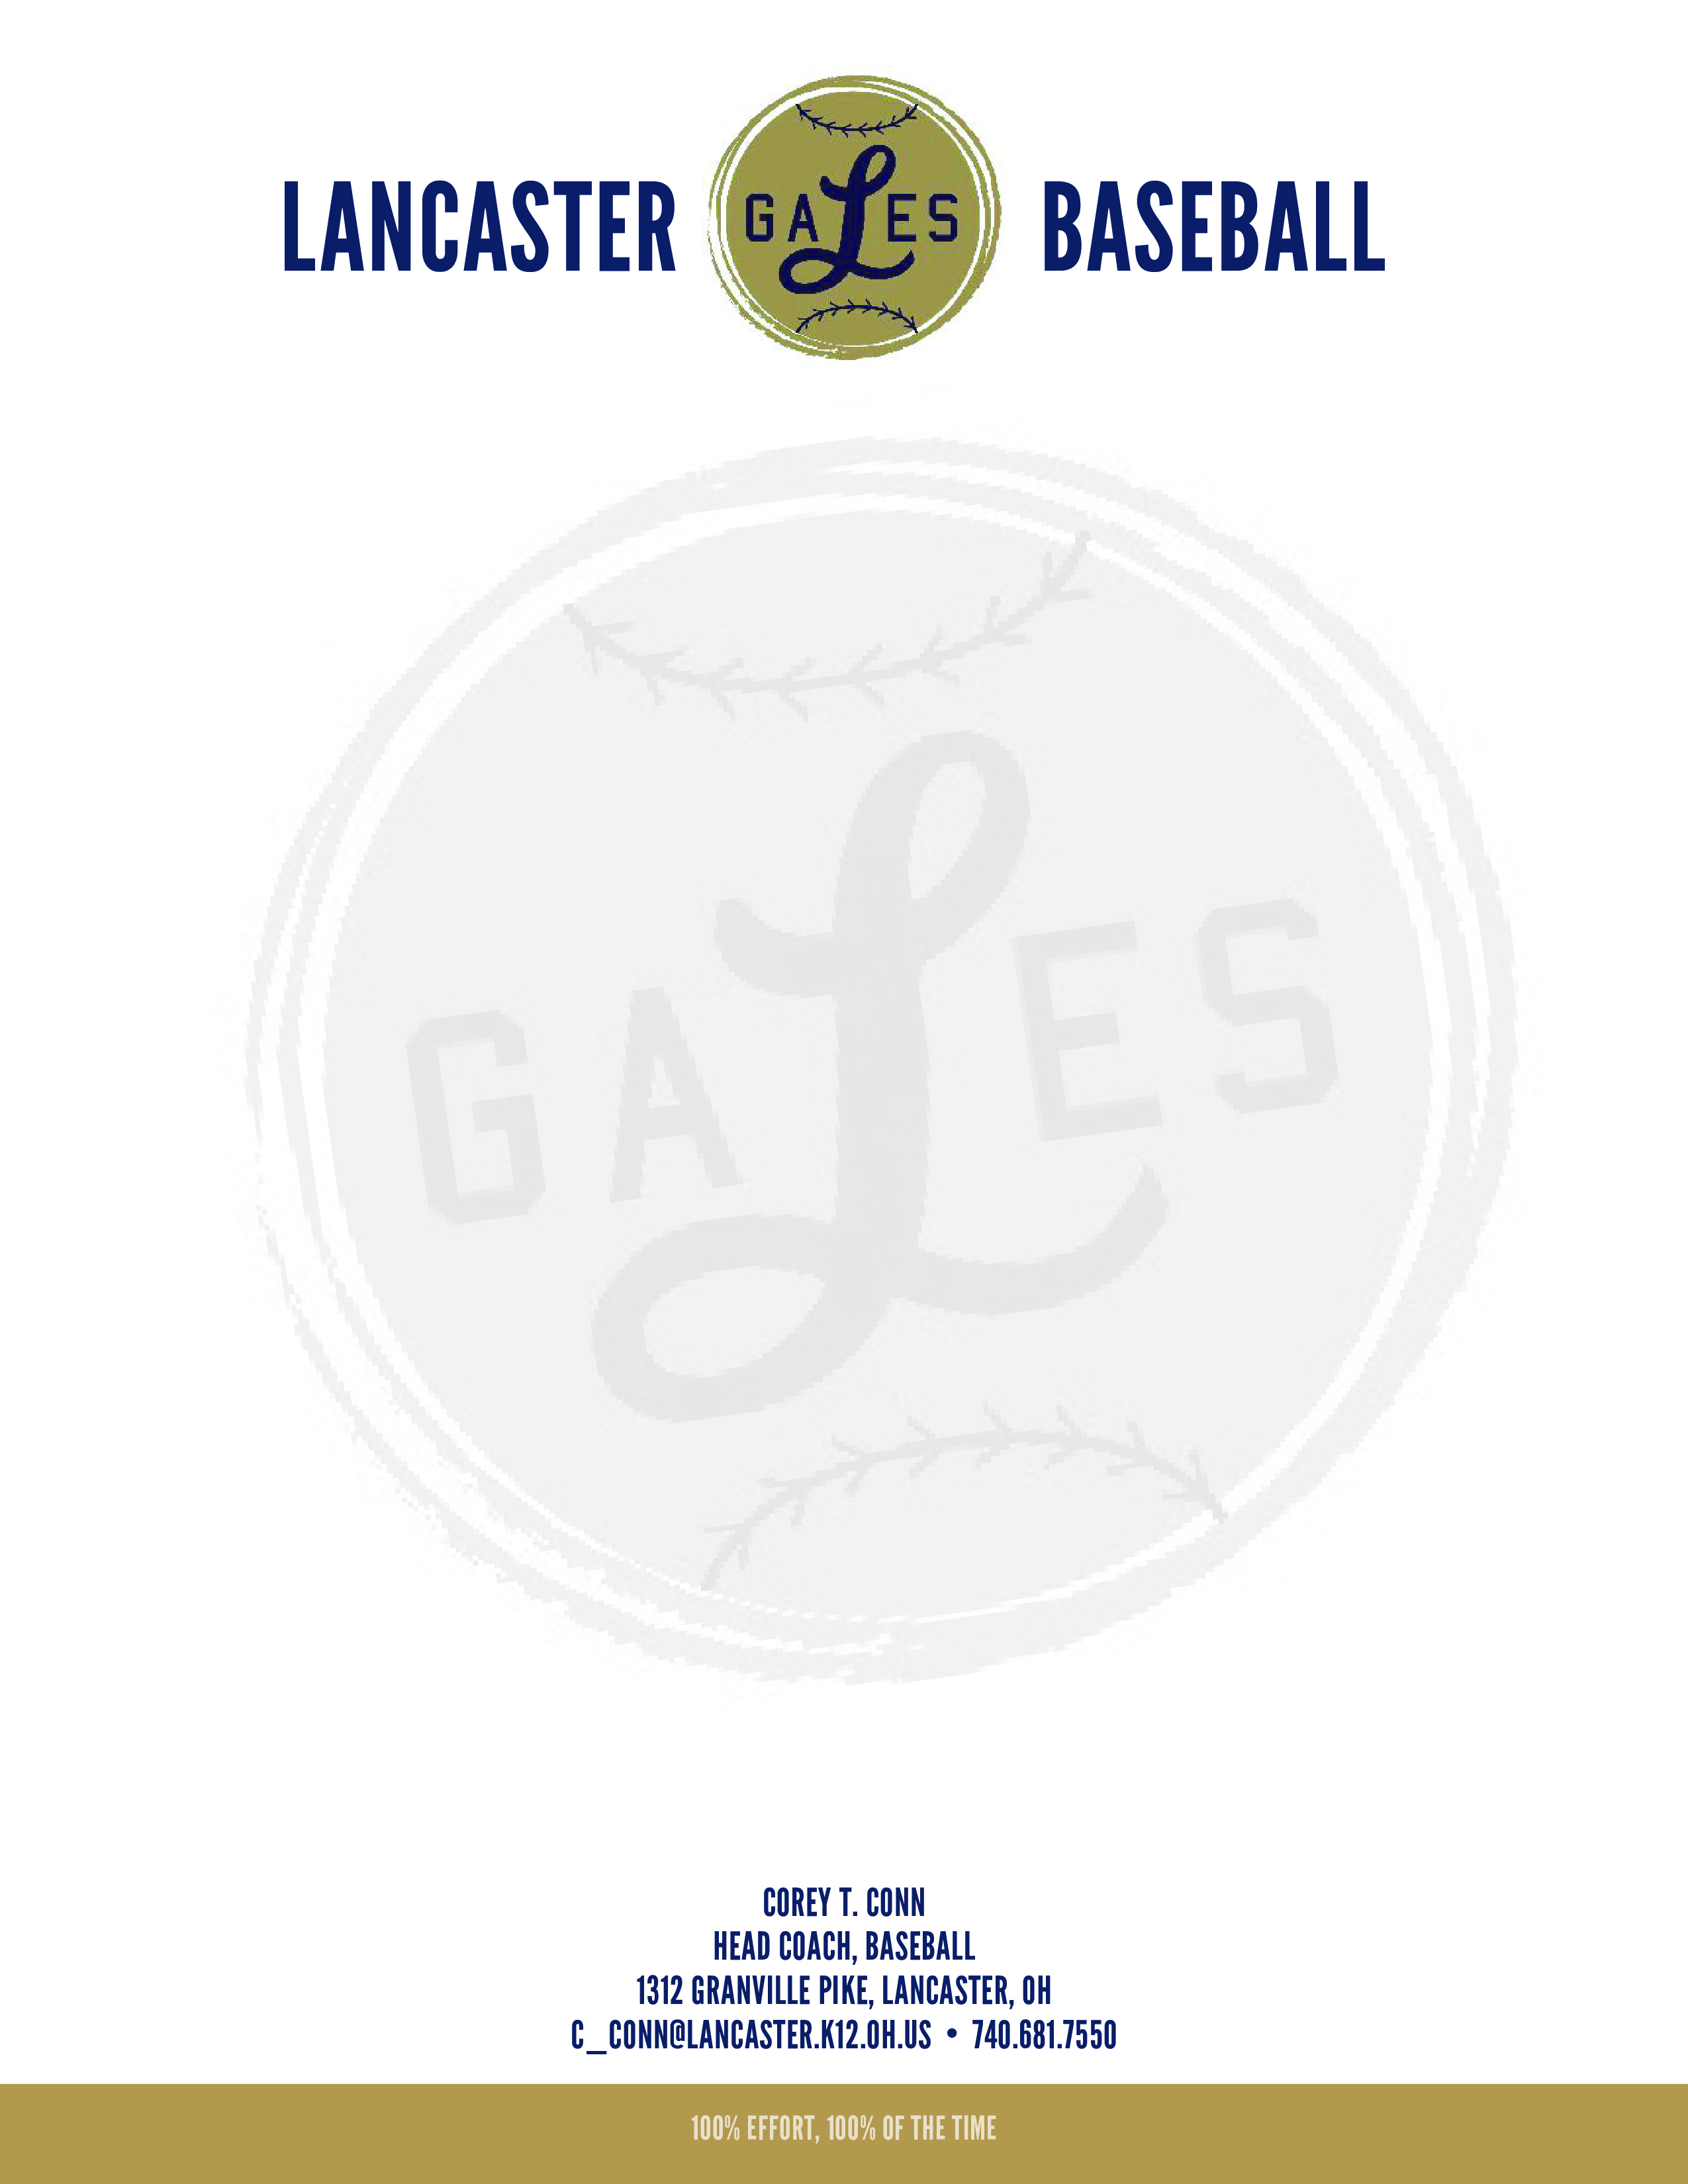 LANCASTER GALES BASEBALL
GALES
COREY T. CONN
HEAD COACH, BASEBALL
1312 GRANVILLE PIKE, LANCASTER, OH
C_CONN@LANCASTER.K12.OH.US • 740.681.7550
100% EFFORT, 100% OF THE TIME